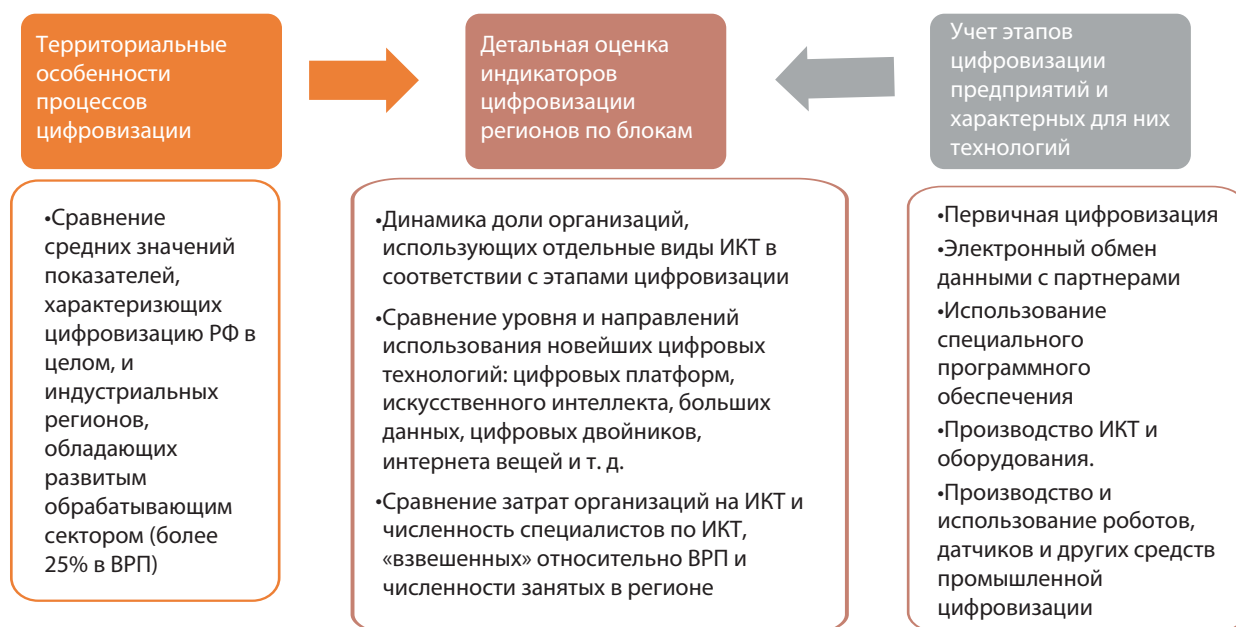 Территориальные
особенности
процессов
цифровизации
•Сравнение
средних значений
показателей,
характеризющих
цифровизацию РФ в
целом, и
индустриальных
регионов,
обладающих
развитым
обрабатывающим
сектором (более
25% в ВРП)
Детальная оценка
индикаторов
цифровизации
регионов по блокам
•Динамика доли организаций,
использующих отдельные виды ИКТ в
соответствии с этапами цифровизации
•Сравнение уровня и направлений
использования новейших цифровых
технологий: цифровых платформ,
искусственного интеллекта, больших
данных, цифровых двойников,
интернета вещей и т. д.
•Сравнение затрат организаций на ИКТ и
численность специалистов по ИКТ,
«взвешенных» относительно ВРП и
численности занятых в регионе
Учет этапов
цифровизации
предприятий и
характерных для них
технологий
•Первичная цифровизация
•Электронный обмен
данными с партнерами
•Использование
специального
программного
обеспечения
•Производство ИКТ и
оборудования.
•Производство и
использование роботов,
датчиков и других средств
промышленной
цифровизации